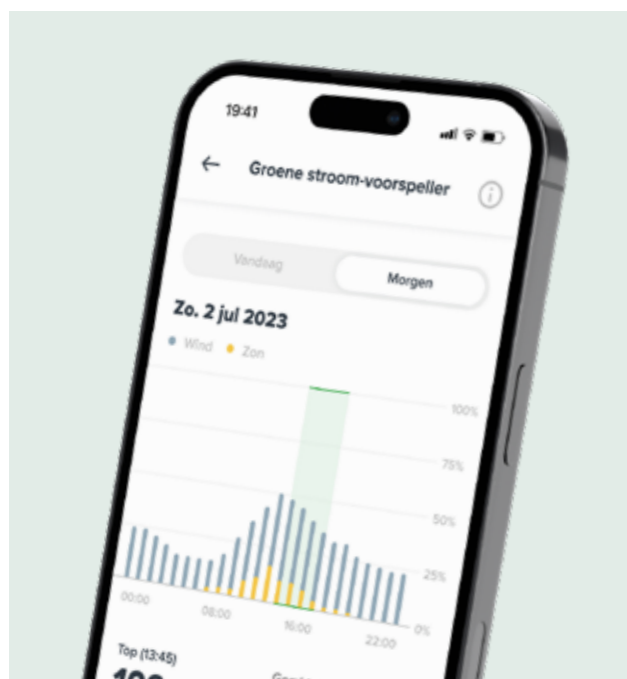 19:41
Groene stroom-voorspeller
Vandaag Morgen
Zo. 2 jul 2023
Wind Zon
100%
75%
50%
25%
0%
00:00 08:00 16:00 22:00
Top (13:45)